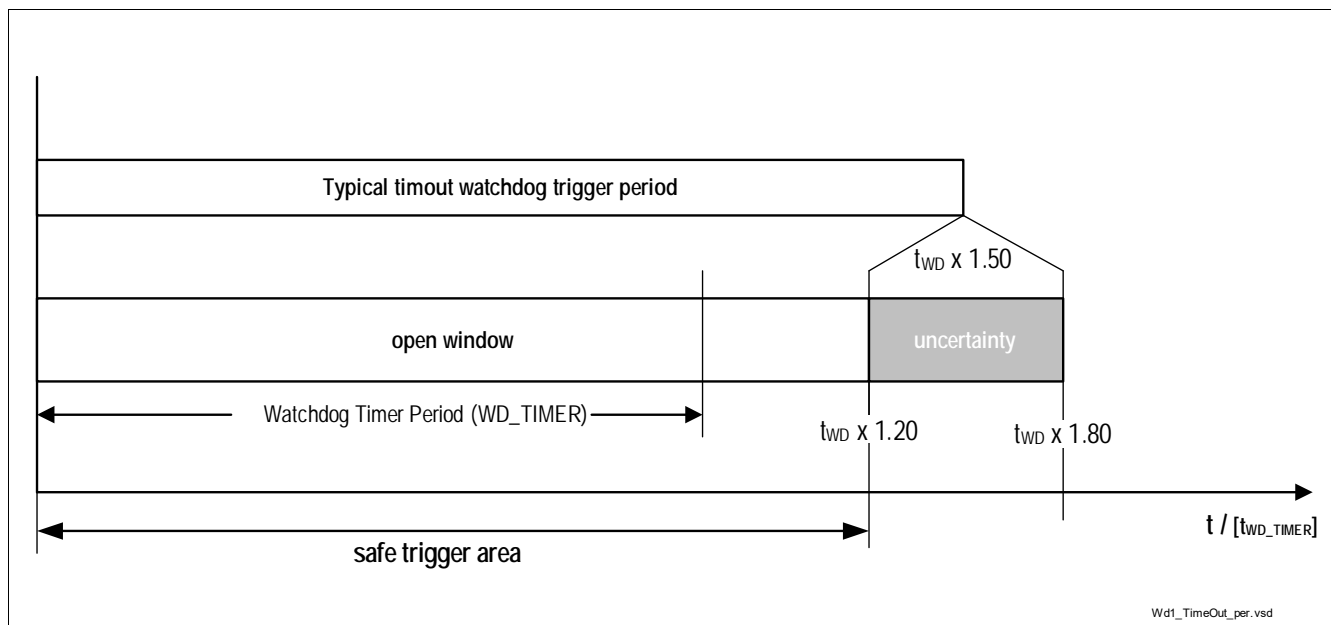 Typical timout watchdog trigger period
tWD x 1.50
open window
uncertainty
Watchdog Timer Period (WD_TIMER)
tWD x 1.20
tWD x 1.80
t / [tWD_TIMER]
safe trigger area
Wd1_TimeOut_per.vsd